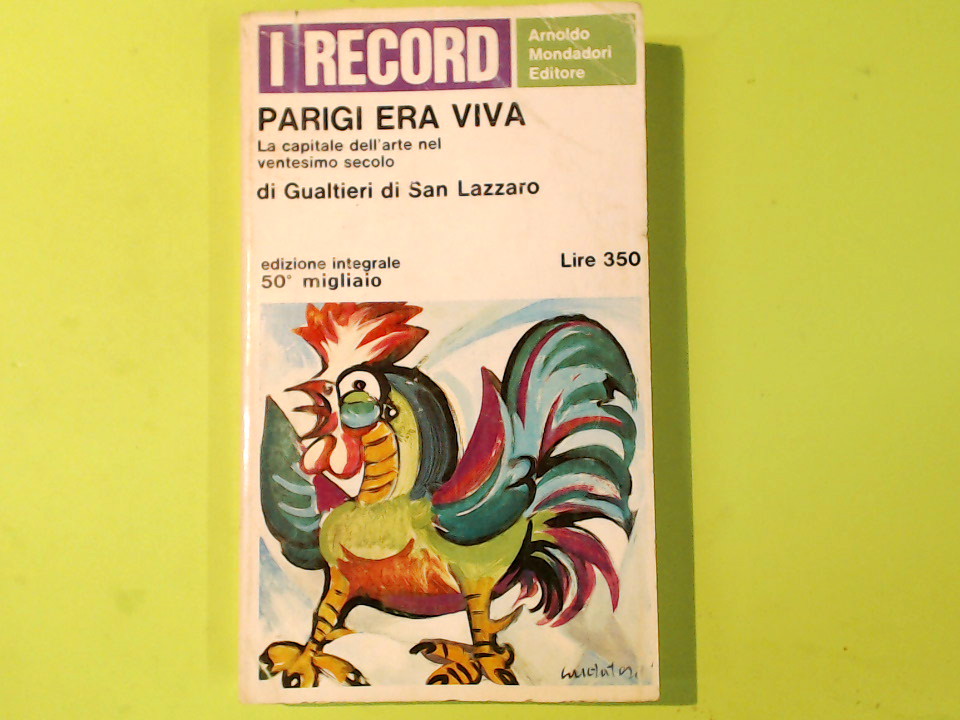 I RECORD
Arnoldo
Mondadori
Editore
PARIGI ERA VIVA
La capitale dell'arte nel
ventesimo secolo
di Gualtieri di San Lazzaro
edizione integrale
Lire 350
50° migliaio